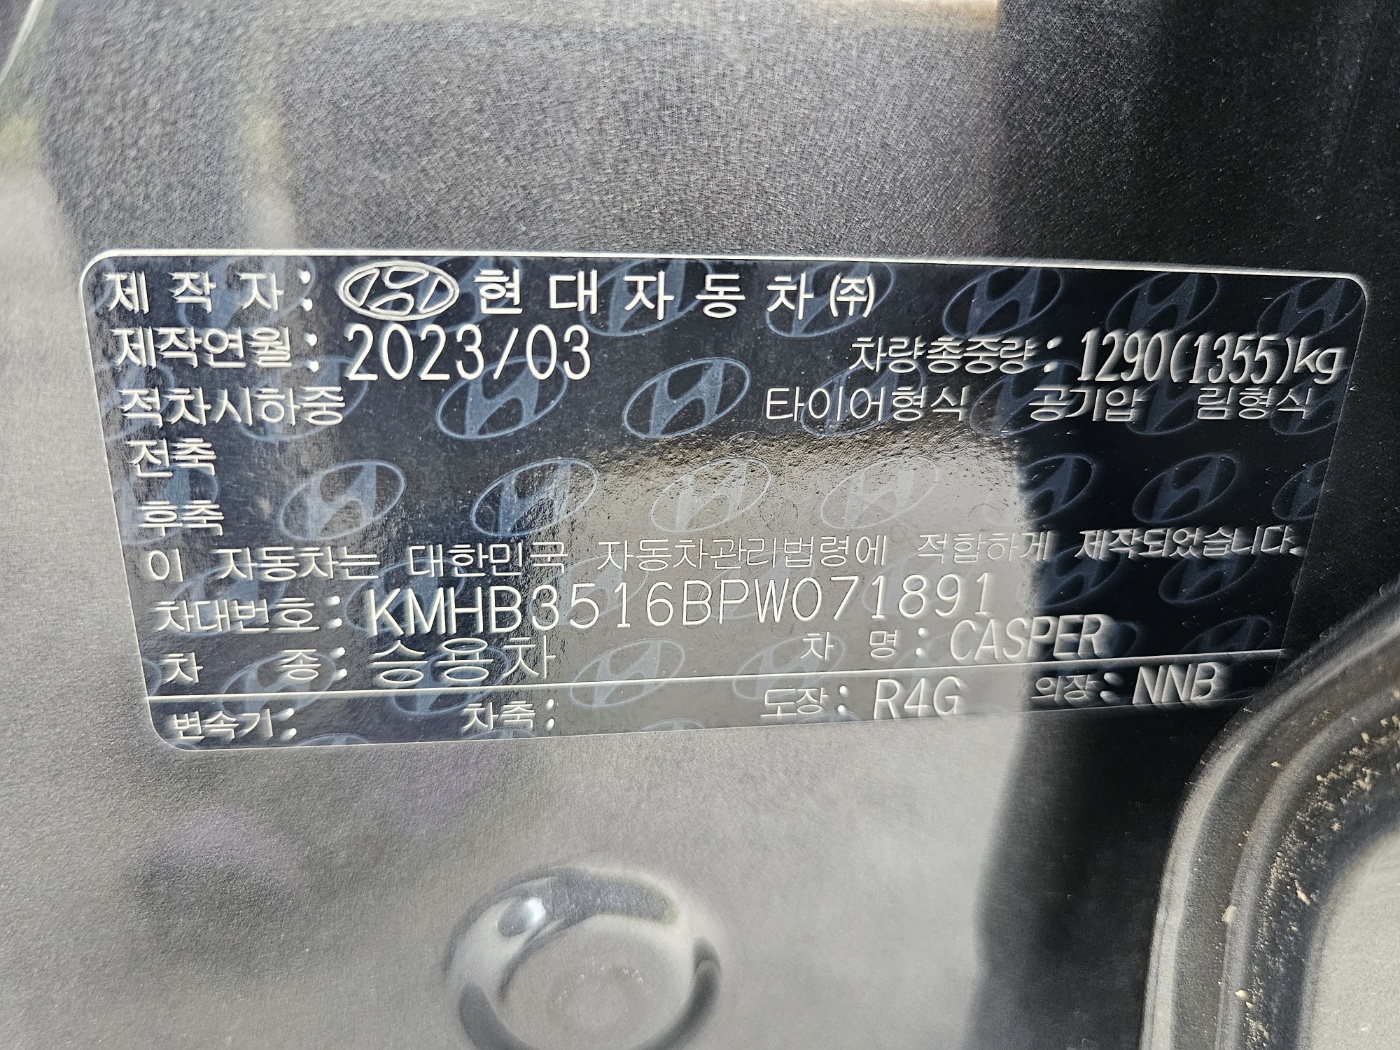 제 작 자 : 현 대 자 동 차 ㈜
제작연월 : 2023/03 차량총중량 : 1290(1355)kg
적차시하중 타이어형식 공기압 림형식
전축
후축
이 자동차는 대한민국 자동차관리법령에 적합하게 제작되었습니다.
차대번호 : KMHB3516BPW071891
차 종 : 승용차 차 명 : CASPER
변속기 : 차축 : 도장 : R4G 의장 : NNB